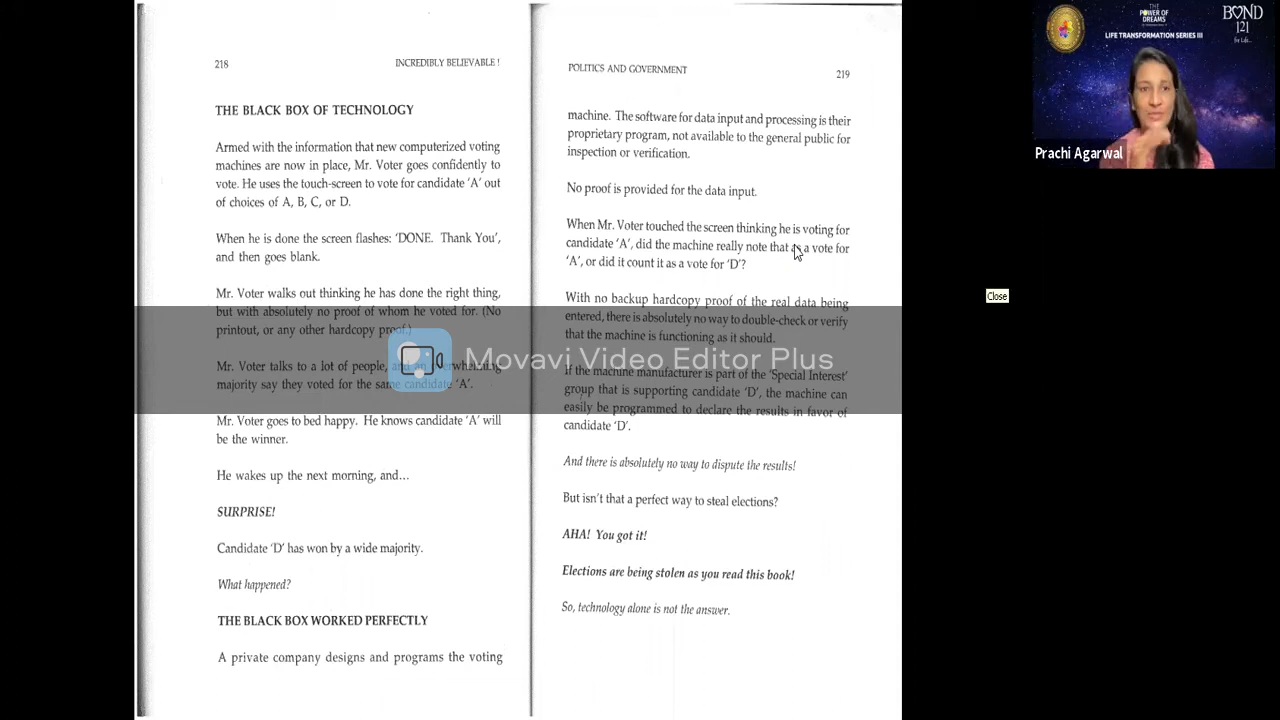 218
INCREDIBLY BELIEVABLE !
THE BLACK BOX OF TECHNOLOGY
Armed with the information that new computerized voting
machines are now in place, Mr. Voter goes confidently to
vote. He uses the touch-screen to vote for candidate 'A' out
of choices of A, B, C, or D.
When he is done the screen flashes: 'DONE. Thank You',
and then goes blank.
Mr. Voter walks out thinking he has done the right thing,
but with absolutely no proof of whom he voted for. (No
printout, or any other hardcopy proof.)
Mr. Voter talks to a lot of people, and an overwhelming
majority say they voted for the same candidate 'A'.
Mr. Voter goes to bed happy. He knows candidate 'A' will
be the winner.
He wakes up the next morning, and...
SURPRISE!
Candidate 'D' has won by a wide majority.
What happened?
THE BLACK BOX WORKED PERFECTLY
A private company designs and programs the voting
POLITICS AND GOVERNMENT
219
machine. The software for data input and processing is their
proprietary program, not available to the general public for
inspection or verification.
No proof is provided for the data input.
When Mr. Voter touched the screen thinking he is voting for
candidate 'A', did the machine really note that as a vote for
'A', or did it count it as a vote for 'D'?
With no backup hardcopy proof of the real data being
entered, there is absolutely no way to double-check or verify
that the machine is functioning as it should.
If the machine manufacturer is part of the 'Special Interest'
group that is supporting candidate 'D', the machine can
easily be programmed to declare the results in favor of
candidate 'D'.
And there is absolutely no way to dispute the results!
But isn't that a perfect way to steal elections?
AHA! You got it!
Elections are being stolen as you read this book!
So, technology alone is not the answer.
Movavi Video Editor Plus
THE
POWER OF
DREAMS
LIFE TRANSFORMATION SERIES III
BOND
121
for Life...
Prachi Agarwal
Close